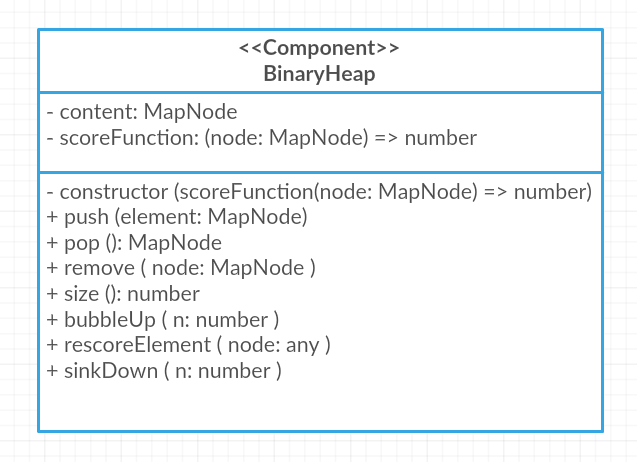 <<Component>>
BinaryHeap
- content: MapNode
- scoreFunction: (node: MapNode) => number
- constructor (scoreFunction(node: MapNode) => number)
+ push (element: MapNode)
+ pop (): MapNode
+ remove ( node: MapNode )
+ size (): number
+ bubbleUp ( n: number )
+ rescoreElement ( node: any )
+ sinkDown ( n: number )